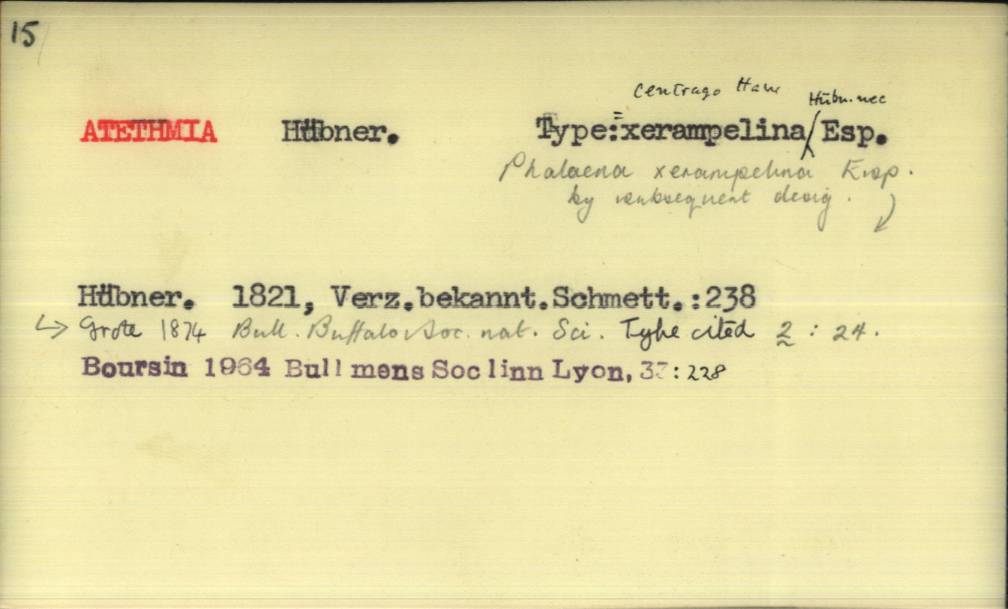 15
centrago Haw Hübn. nec
ATETHMIA Hübner. Type:=xerampelina/Esp.
Phalaena xerampelina Esp.
by subsequent desig.
Hübner. 1821, Verz.bekannt.Schmett.:238
↳ Grote 1874 Bull. Buffalo Soc. nat. Sci. Type cited 2 : 24.
Boursin 1964 Bull mens Soc linn Lyon, 33:228